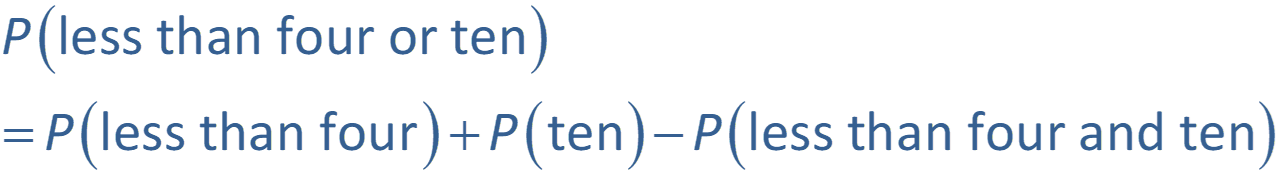 P(less than four or ten)
=P(less than four)+P(ten)−P(less than four and ten)